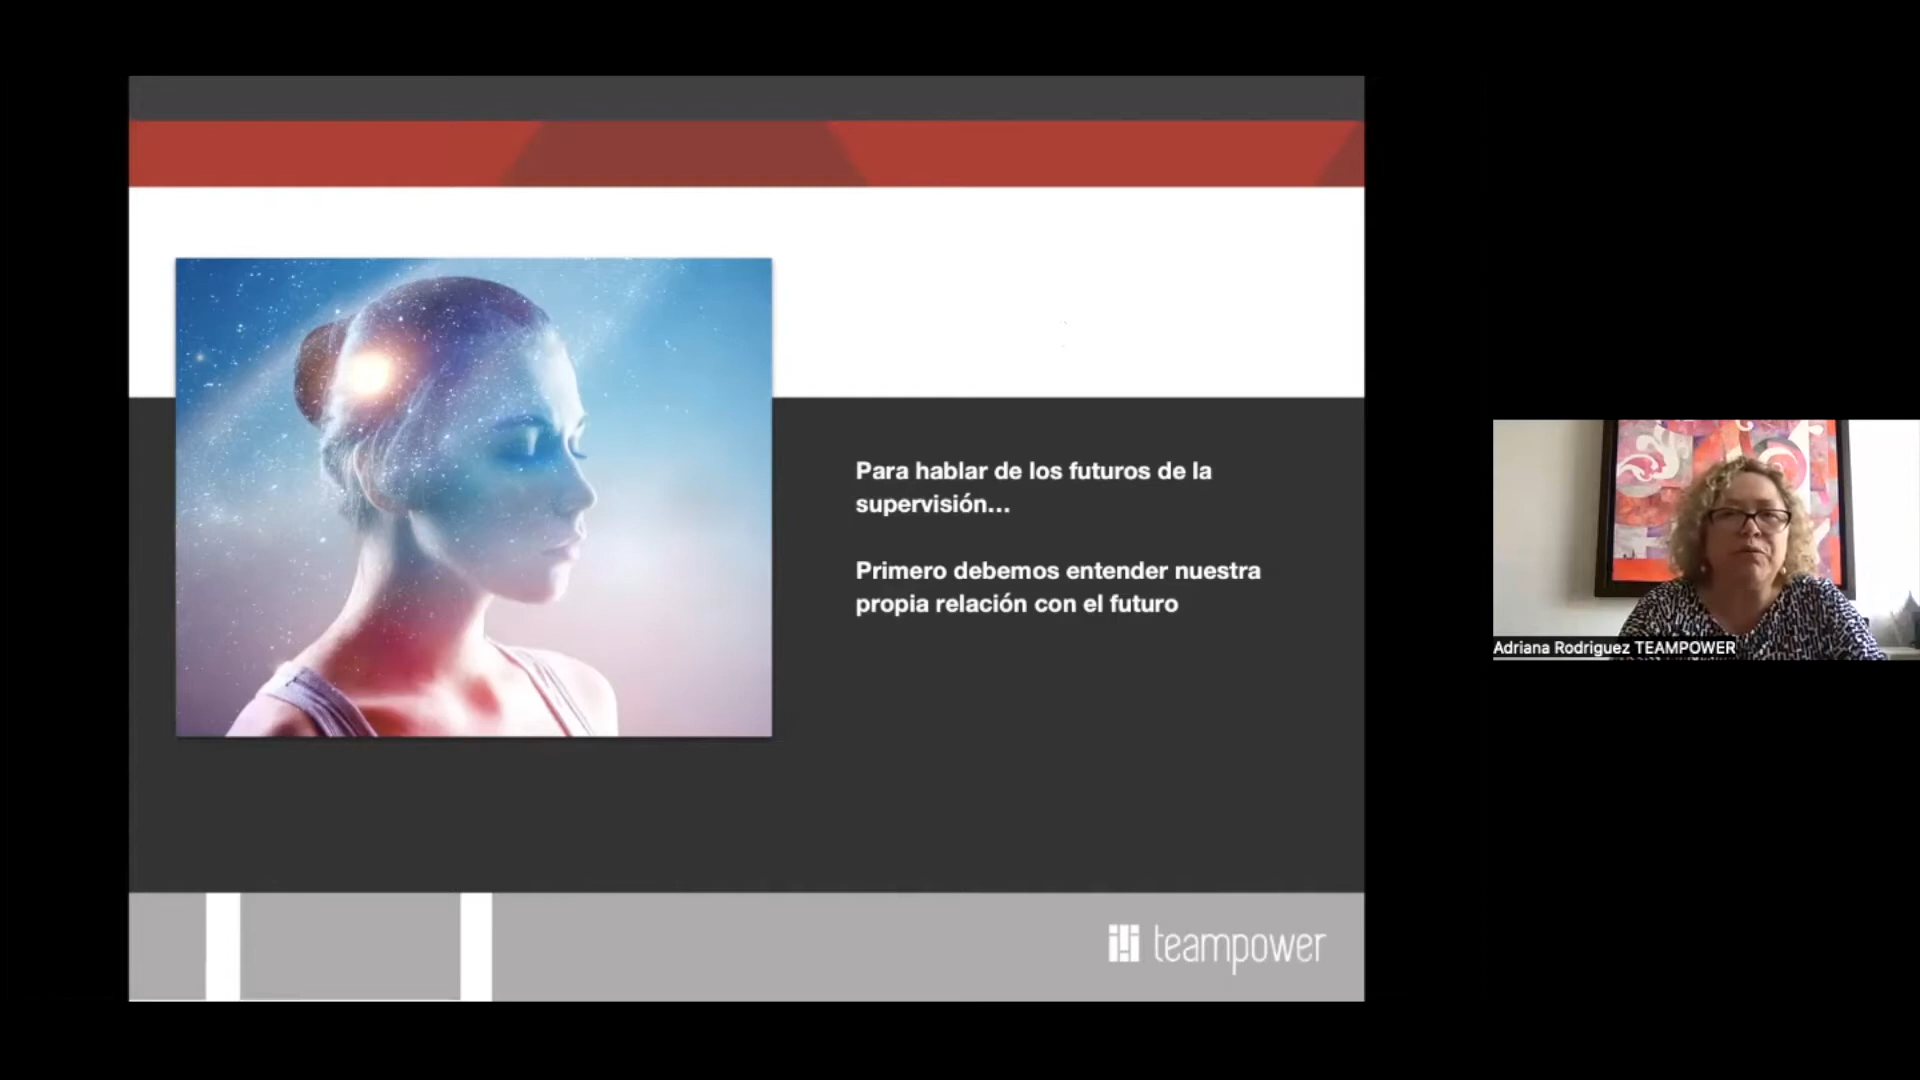 Para hablar de los futuros de la
supervisión...
Primero debemos entender nuestra
propia relación con el futuro
teampower
Adriana Rodriguez TEAMPOWER